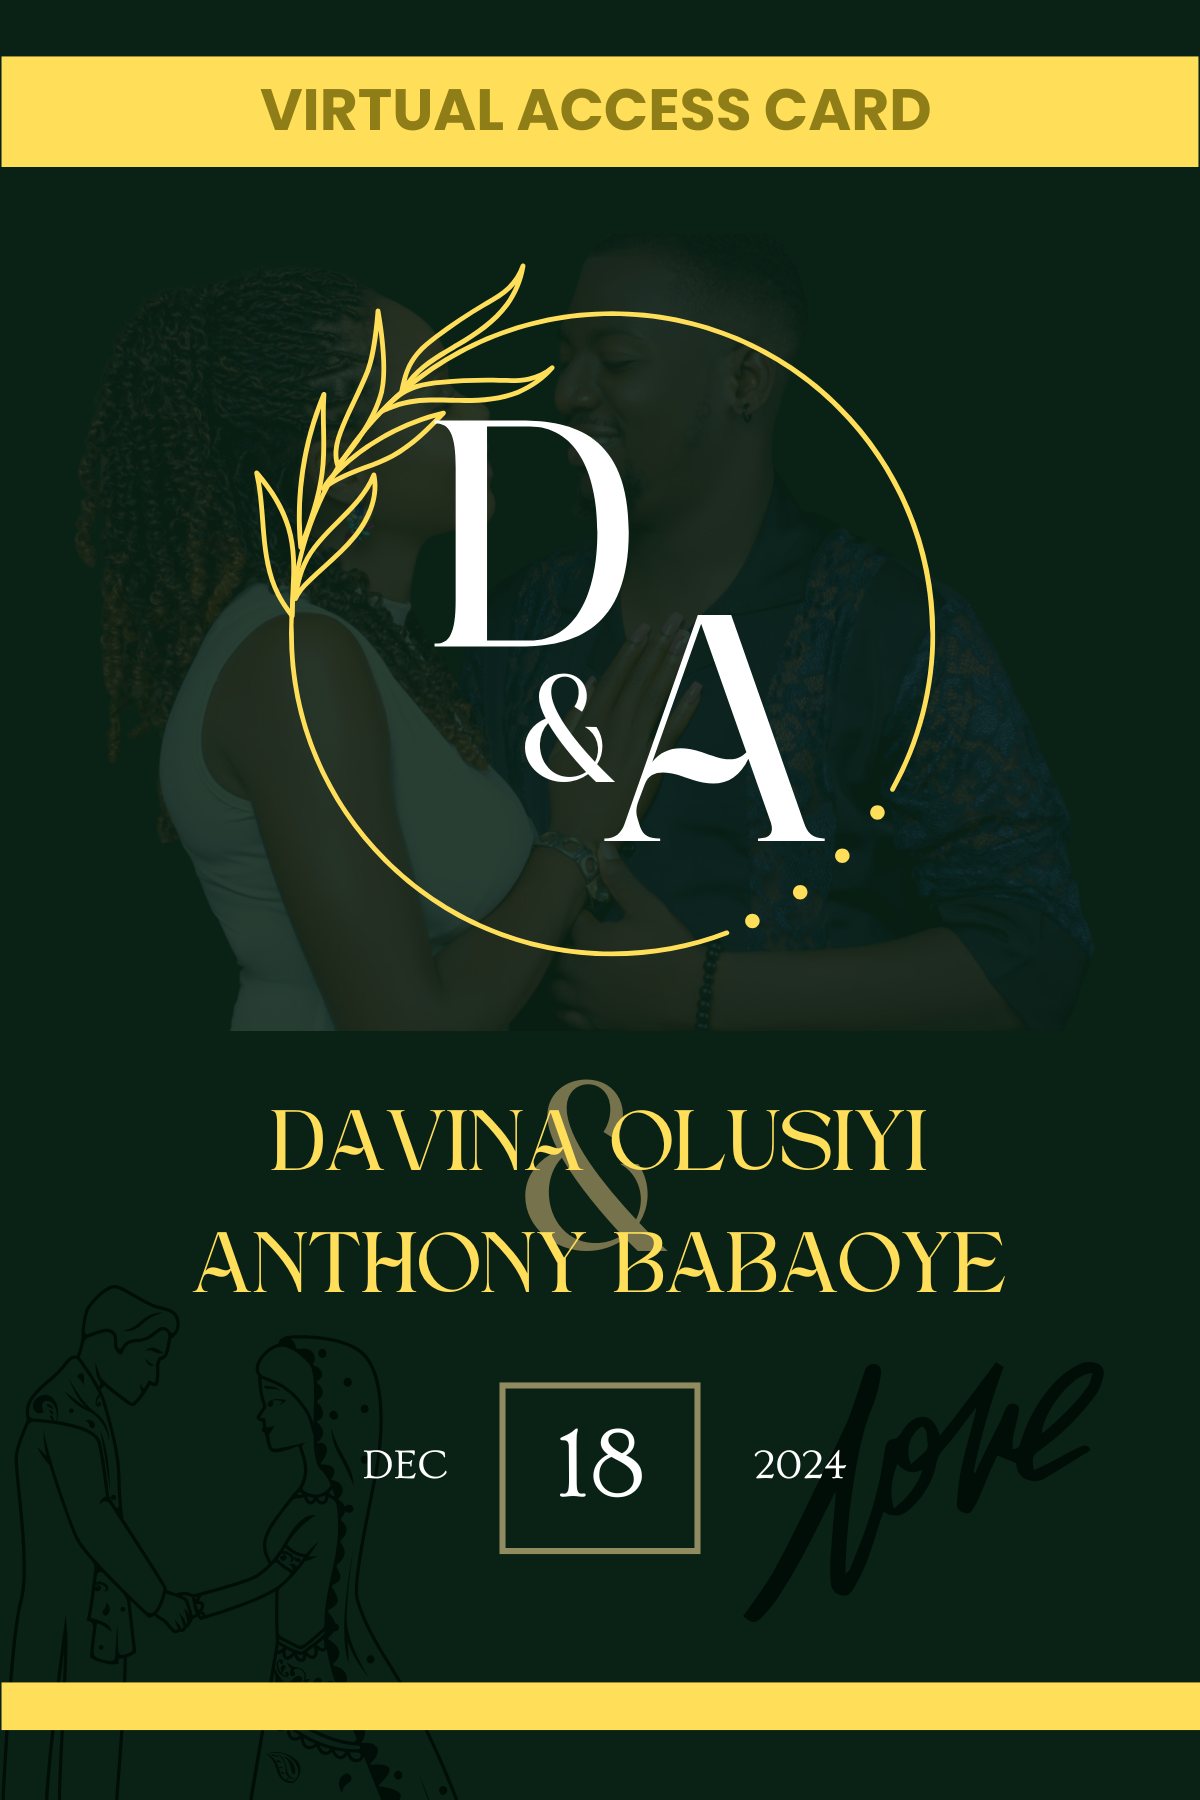 VIRTUAL ACCESS CARD
D
&
A
DAVINA OLUSIYI
&
ANTHONY BABAOYE
DEC 18 2024
love